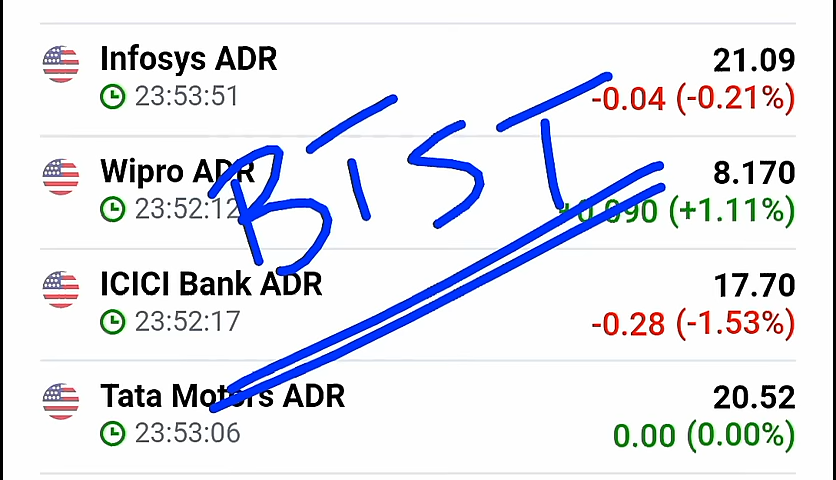 Infosys ADR 21.09
23:53:51 -0.04 (-0.21%)
BTST
Wipro ADR 8.170
23:52:12 +0.090 (+1.11%)
ICICI Bank ADR 17.70
23:52:17 -0.28 (-1.53%)
Tata Motors ADR 20.52
23:53:06 0.00 (0.00%)